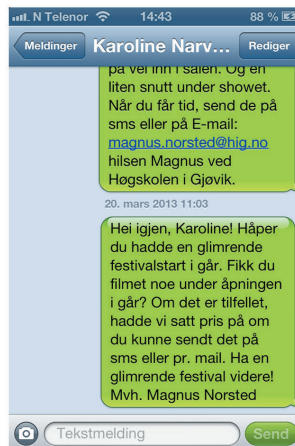 N Telenor 14:43 88 %
Meldinger Karoline Narv... Rediger
på vei inn i salen. Og en
liten snutt under showet.
Når du får tid, send de på
sms eller på E-mail:
magnus.norsted@hig.no
hilsen Magnus ved
Høgskolen i Gjøvik.
20. mars 2013 11:03
Hei igjen, Karoline! Håper
du hadde en glimrende
festivalstart i går. Fikk du
filmet noe under åpningen
i går? Om det er tilfellet,
hadde vi satt pris på om
du kunne sendt det på
sms eller pr. mail. Ha en
glimrende festival videre!
Mvh. Magnus Norsted
Tekstmelding Send